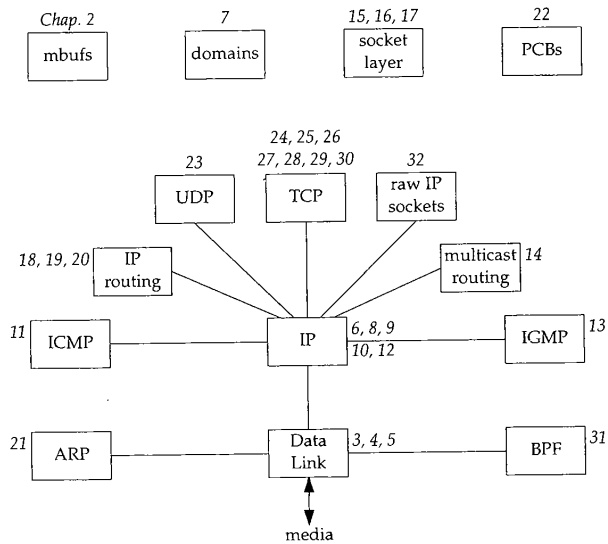 Chap. 2
7
15, 16, 17
22
mbufs
domains
socket
layer
PCBs
24, 25, 26
23
27, 28, 29, 30
32
UDP
TCP
raw IP
sockets
18, 19, 20
IP
routing
multicast
routing
14
11
ICMP
IP
6, 8, 9
10, 12
IGMP
13
21
ARP
Data
Link
3, 4, 5
BPF
31
media